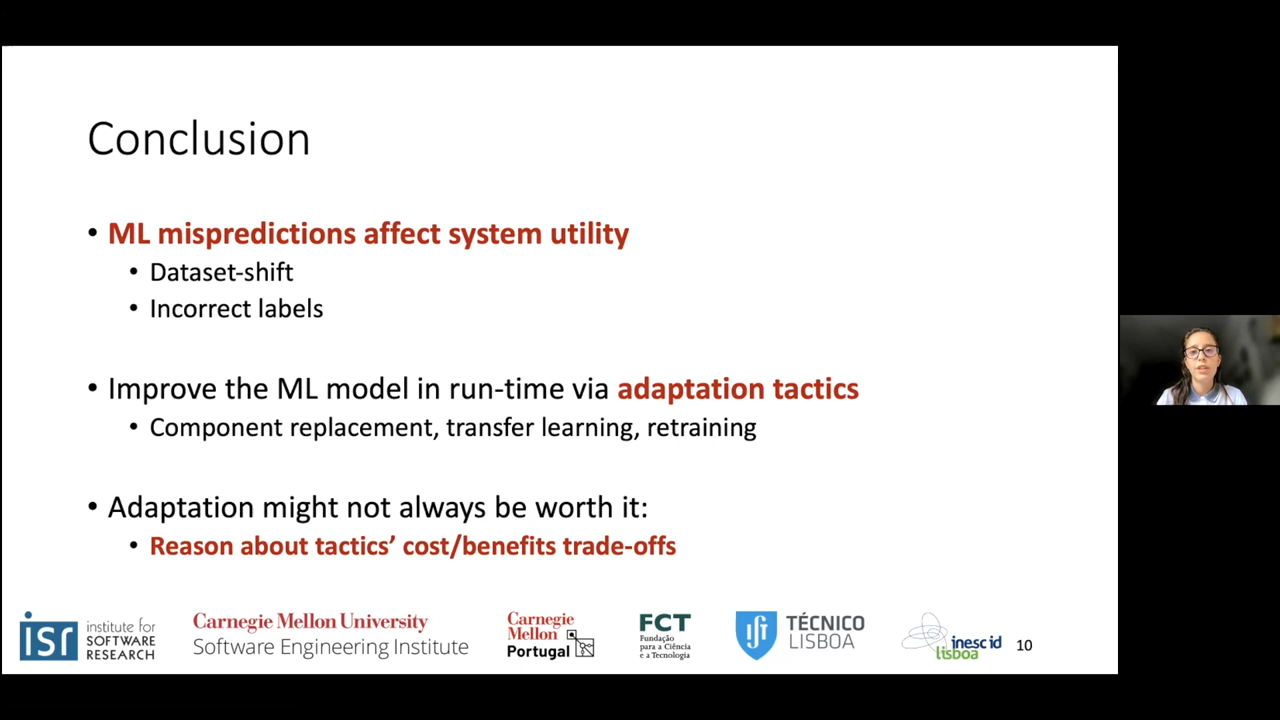 Conclusion
• ML mispredictions affect system utility
• Dataset-shift
• Incorrect labels
• Improve the ML model in run-time via adaptation tactics
• Component replacement, transfer learning, retraining
• Adaptation might not always be worth it:
• Reason about tactics’ cost/benefits trade-offs
isr
institute for
SOFTWARE
RESEARCH
Carnegie Mellon University
Software Engineering Institute
Carnegie
Mellon
Portugal
FCT
Fundação
para a Ciência
e a Tecnologia
TÉCNICO
LISBOA
inesc id
lisboa
10